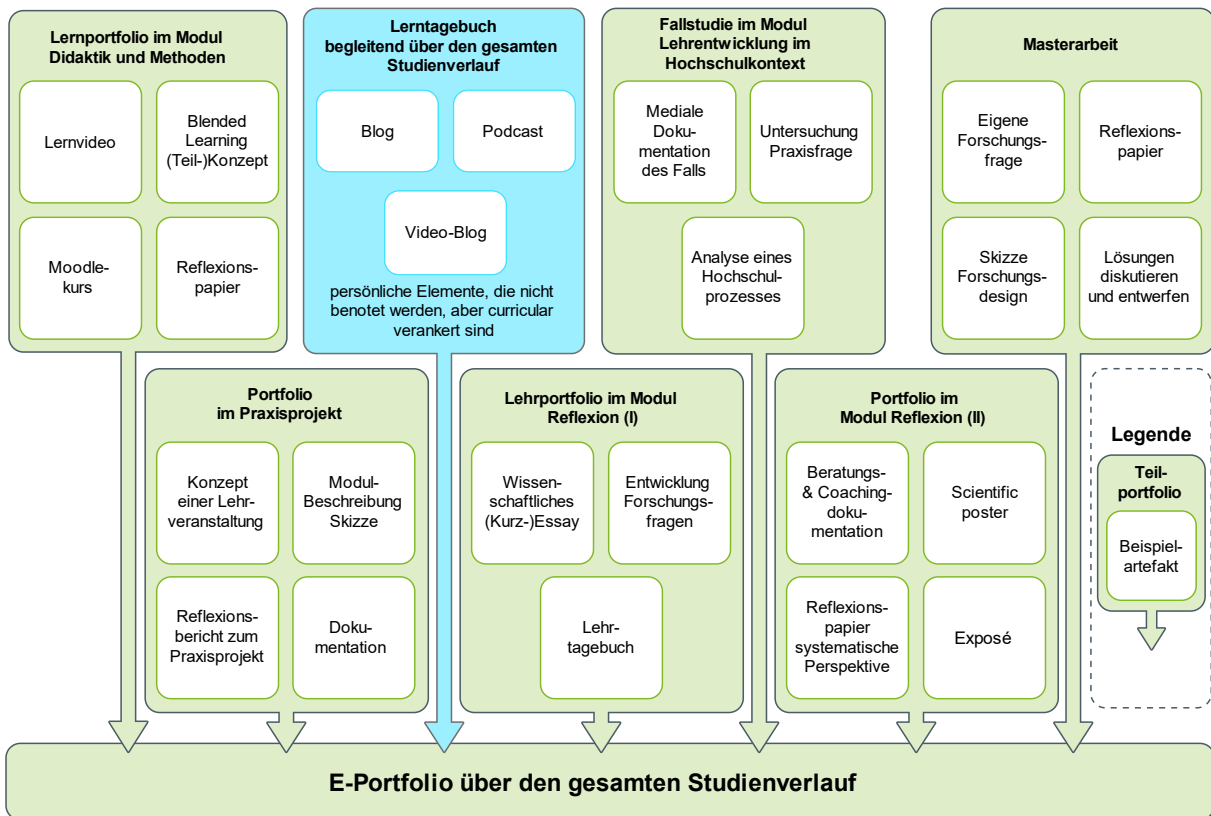 Lernportfolio im Modul
Didaktik und Methoden
Lernvideo
Blended
Learning
(Teil-)Konzept
Moodle-
kurs
Reflexions-
papier
Lerntagebuch
begleitend über den gesamten
Studienverlauf
Blog
Podcast
Video-Blog
persönliche Elemente, die nicht
benotet werden, aber curricular
verankert sind
Fallstudie im Modul
Lehrentwicklung im
Hochschulkontext
Mediale
Doku-
mentation
des Falls
Untersuchung
Praxisfrage
Analyse eines
Hochschul-
prozesses
Masterarbeit
Eigene
Forschungs-
frage
Reflexions-
papier
Skizze
Forschungs-
design
Lösungen
diskutieren
und entwerfen
Portfolio
im Praxisprojekt
Konzept
einer Lehr-
veranstaltung
Modul-
Beschreibung
Skizze
Reflexions-
bericht zum
Praxisprojekt
Doku-
mentation
Lehrportfolio im Modul
Reflexion (I)
Wissen-
schaftliches
(Kurz-)Essay
Entwicklung
Forschungs-
fragen
Lehr-
tagebuch
Portfolio im
Modul Reflexion (II)
Beratungs-
& Coaching-
dokumentation
Scientific
poster
Reflexions-
papier
systematische
Perspektive
Exposé
Legende
Teil-
portfolio
Beispiel-
artefakt
E-Portfolio über den gesamten Studienverlauf